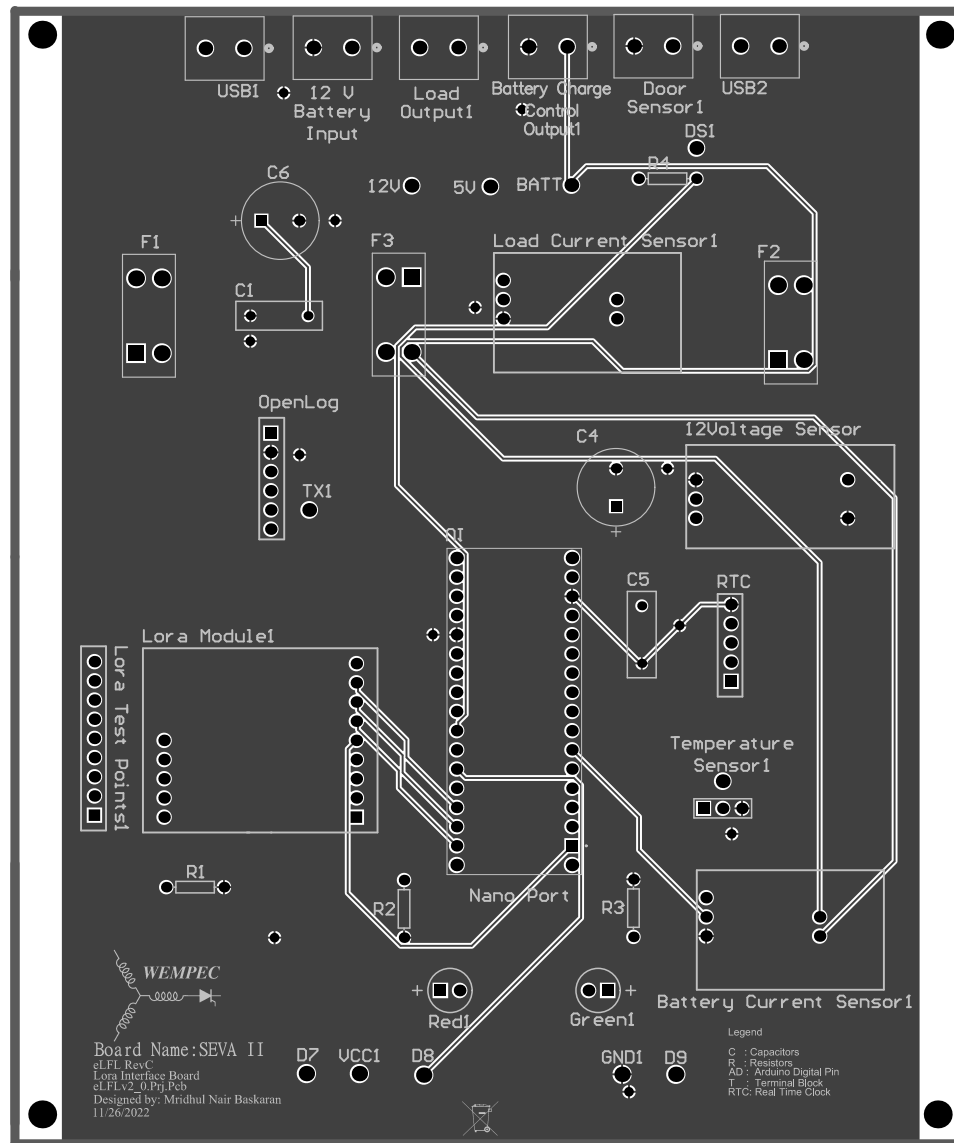 USB1
12 V
Battery
Input
Load
Output1
Battery Charge
Control
Output1
Door
Sensor1
USB2
DS1
R4
12V
5V
BATT
C6
F1
F3
Load Current Sensor1
F2
C1
OpenLog
TX1
C4
12Voltage Sensor
C5
RTC
Lora Module1
Lora Test Points1
Temperature
Sensor1
R1
R2
Nano Port
R3
Battery Current Sensor1
WEMPEC
Red1
Green1
Board Name:SEVA II
eLFL RevC
Lora Interface Board
eLFLv2_0.Prj.Pcb
Designed by: Mridhul Nair Baskaran
11/26/2022
D7
VCC1
D8
GND1
D9
Legend
C : Capacitors
R : Resistors
AD : Arduino Digital Pin
T : Terminal Block
RTC: Real Time Clock